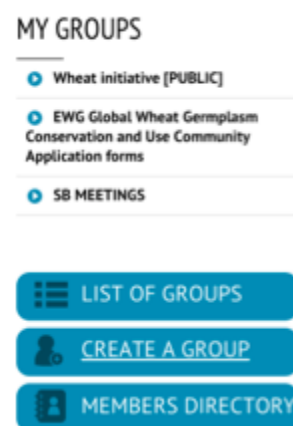 MY GROUPS
Wheat initiative [PUBLIC]
EWG Global Wheat Germplasm
Conservation and Use Community
Application forms
SB MEETINGS
LIST OF GROUPS
CREATE A GROUP
MEMBERS DIRECTORY